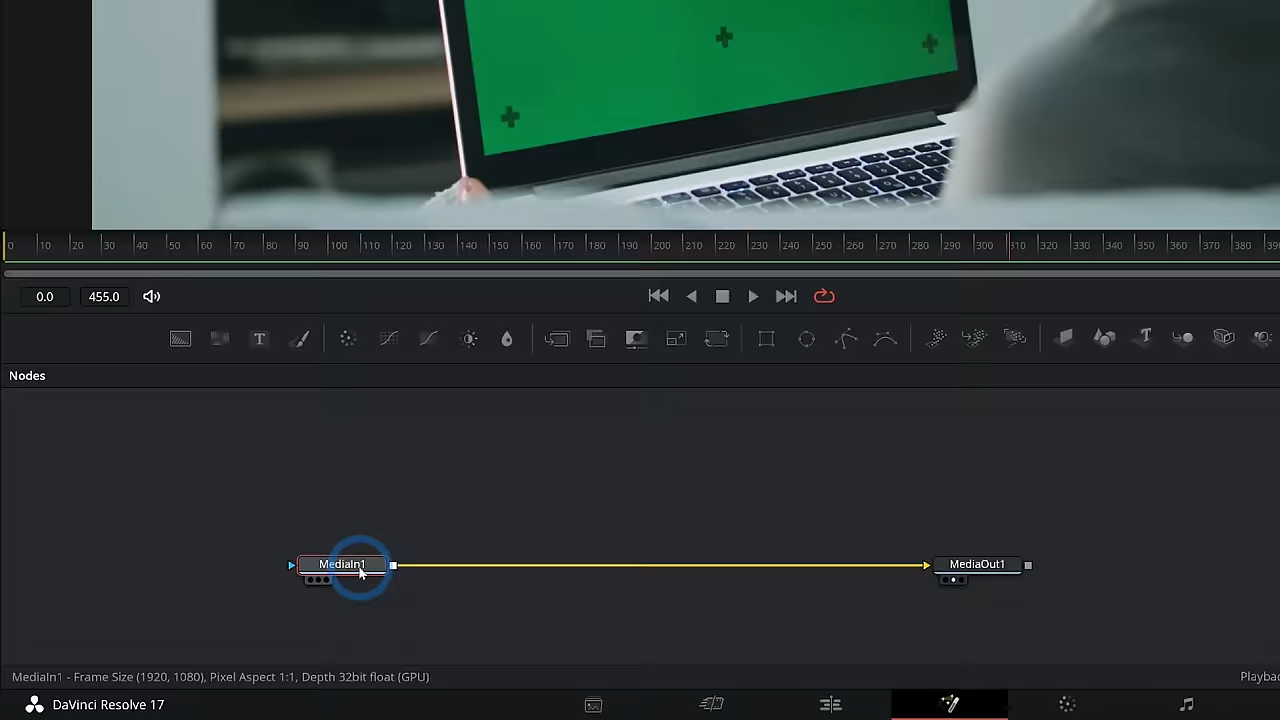 0 10 20 30 40 50 60 70 80 90 100 110 120 130 140 150 160 170 180 190 200 210 220 230 240 250 260 270 280 290 300 310 320 330 340 350 360 370 380 39
0.0 455.0
T
Nodes
MediaIn1 MediaOut1
MediaIn1 - Frame Size (1920, 1080), Pixel Aspect 1:1, Depth 32bit float (GPU) Playbac
DaVinci Resolve 17